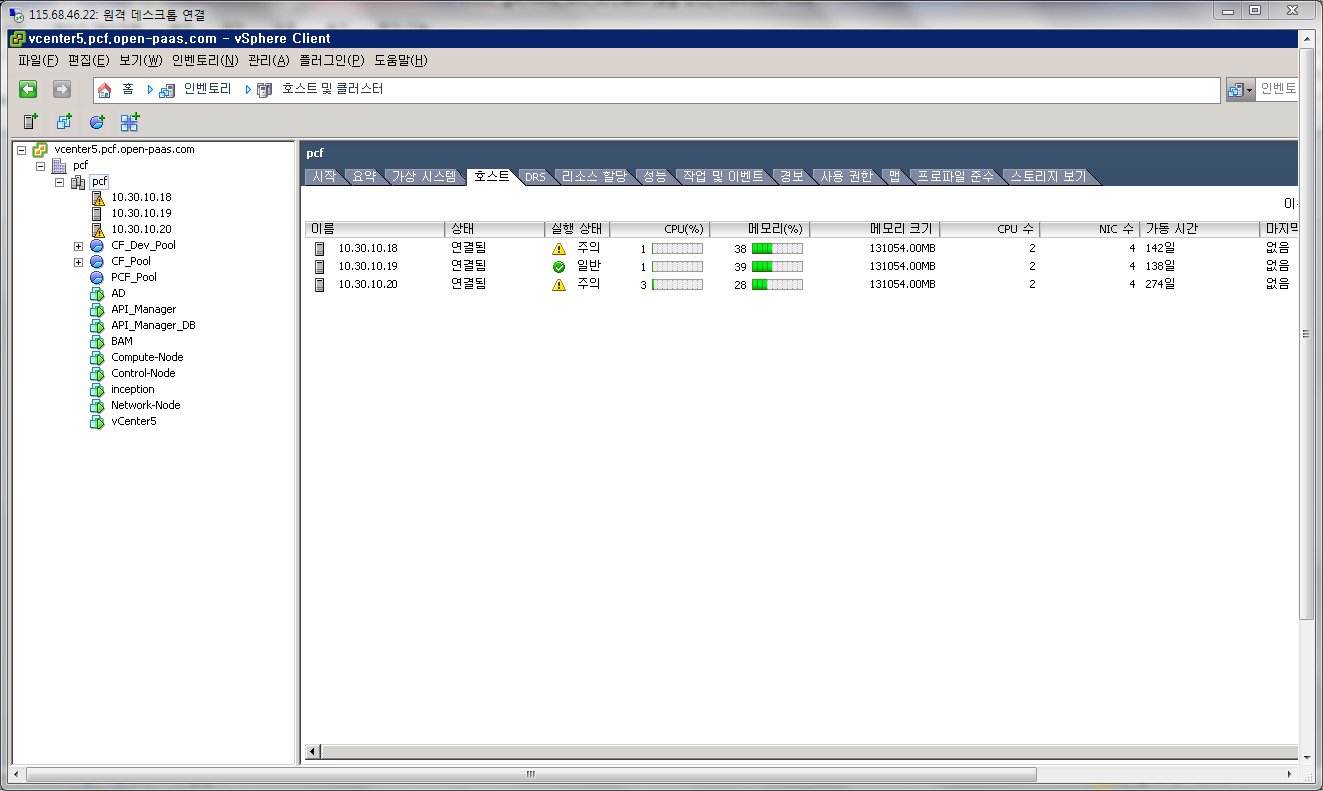 115.68.46.22: 원격 데스크톱 연결
vcenter5.pcf.open-paas.com - vSphere Client
파일(F) 편집(E) 보기(W) 인벤토리(N) 관리(A) 플러그인(P) 도움말(H)
홈 인벤토리 호스트 및 클러스터 인벤토
vcenter5.pcf.open-paas.com
pcf
pcf
10.30.10.18
10.30.10.19
10.30.10.20
CF_Dev_Pool
CF_Pool
PCF_Pool
AD
API_Manager
API_Manager_DB
BAM
Compute-Node
Control-Node
inception
Network-Node
vCenter5
pcf
시작 요약 가상 시스템 호스트 DRS 리소스 할당 성능 작업 및 이벤트 경보 사용 권한 맵 프로파일 준수 스토리지 보기
이름 상태 실행 상태 CPU(%) 메모리(%) 메모리 크기 CPU 수 NIC 수 가동 시간 마지막
10.30.10.18 연결됨 주의 1 38 131054.00MB 2 4 142일 없음
10.30.10.19 연결됨 일반 1 39 131054.00MB 2 4 138일 없음
10.30.10.20 연결됨 주의 3 28 131054.00MB 2 4 274일 없음